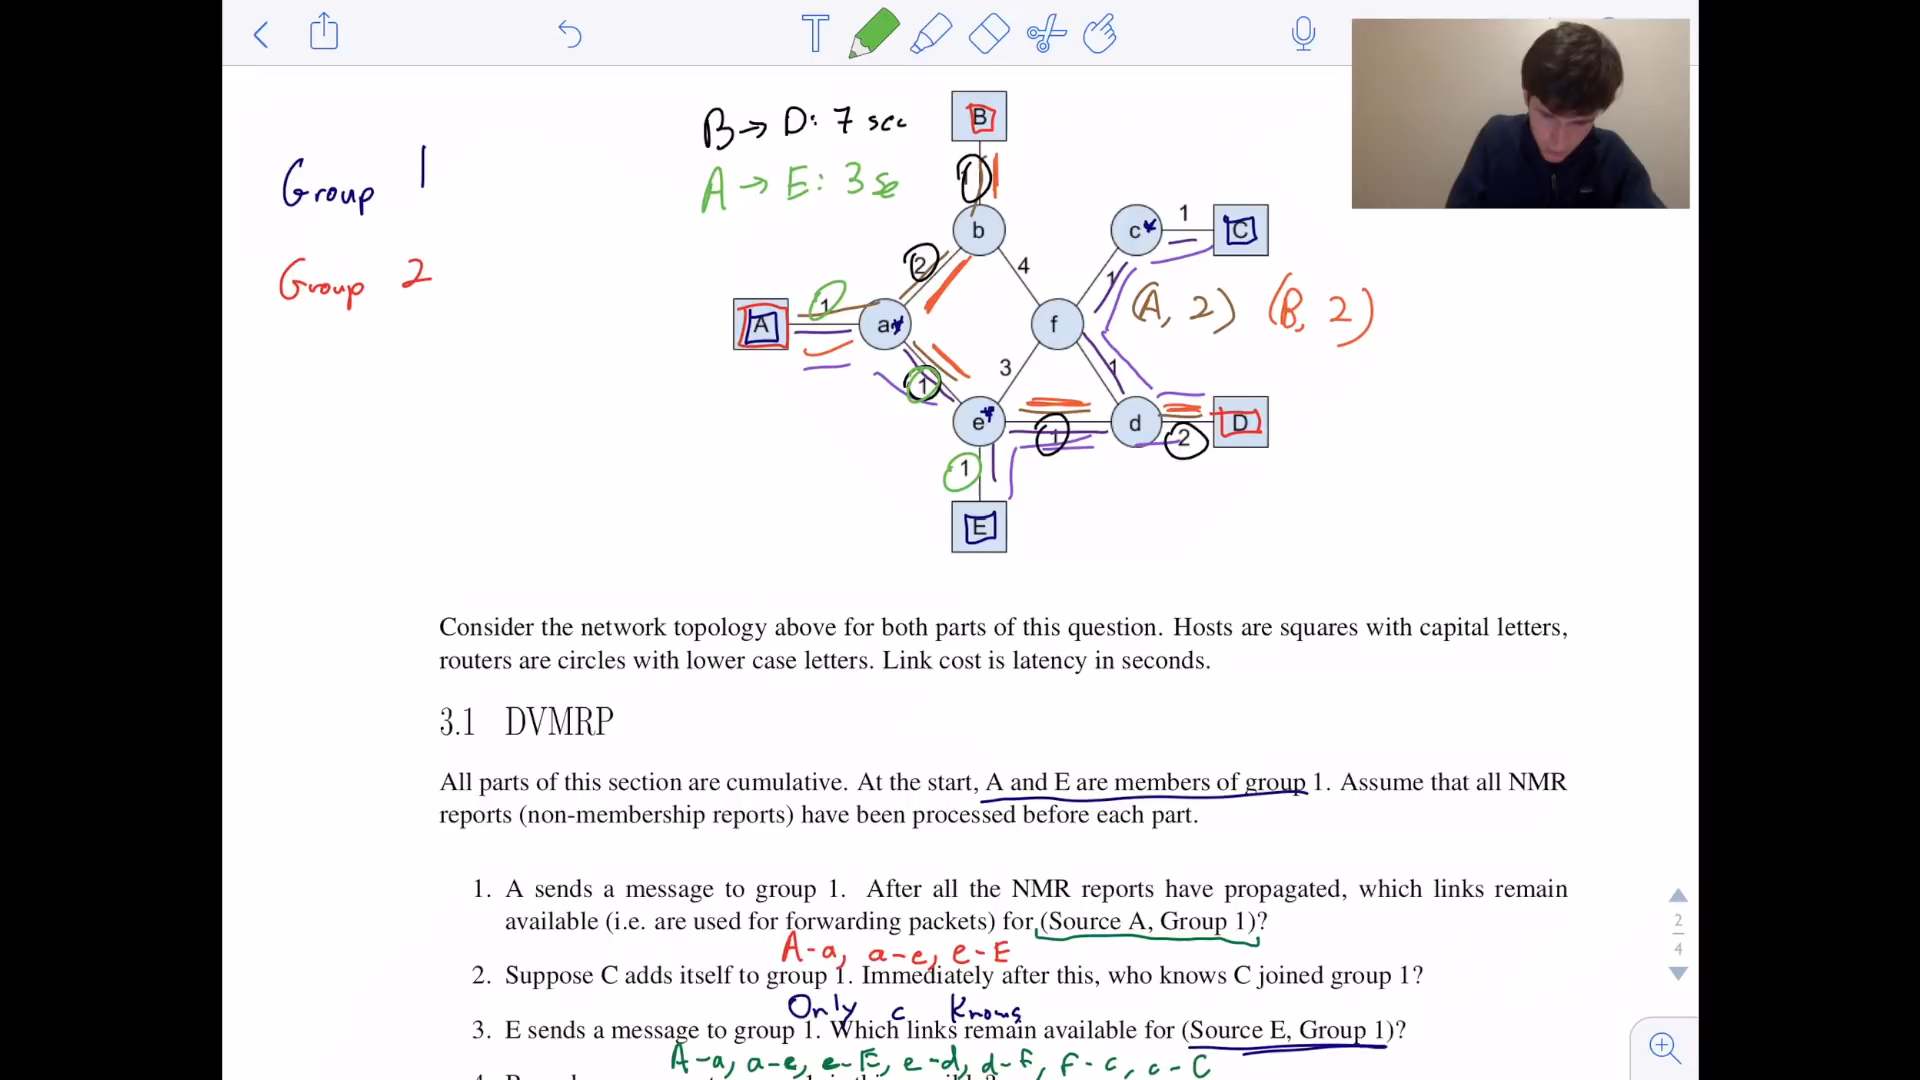 B → D: 7 sec
A → E: 3 se
Group 1
Group 2
B
1
b
2
4
c
1
C
1
(A, 2) (B, 2)
A
1
a
f
1
3
1
e
1
d
2
D
1
E
Consider the network topology above for both parts of this question. Hosts are squares with capital letters,
routers are circles with lower case letters. Link cost is latency in seconds.
3.1 DVMRP
All parts of this section are cumulative. At the start, A and E are members of group 1. Assume that all NMR
reports (non-membership reports) have been processed before each part.
1. A sends a message to group 1. After all the NMR reports have propagated, which links remain
available (i.e. are used for forwarding packets) for (Source A, Group 1)?
A-a, a-e, e-E
2. Suppose C adds itself to group 1. Immediately after this, who knows C joined group 1?
Only c knows
3. E sends a message to group 1. Which links remain available for (Source E, Group 1)?
A-a, a-e, e-E, e-d, d-f, f-c, c-C
2
4